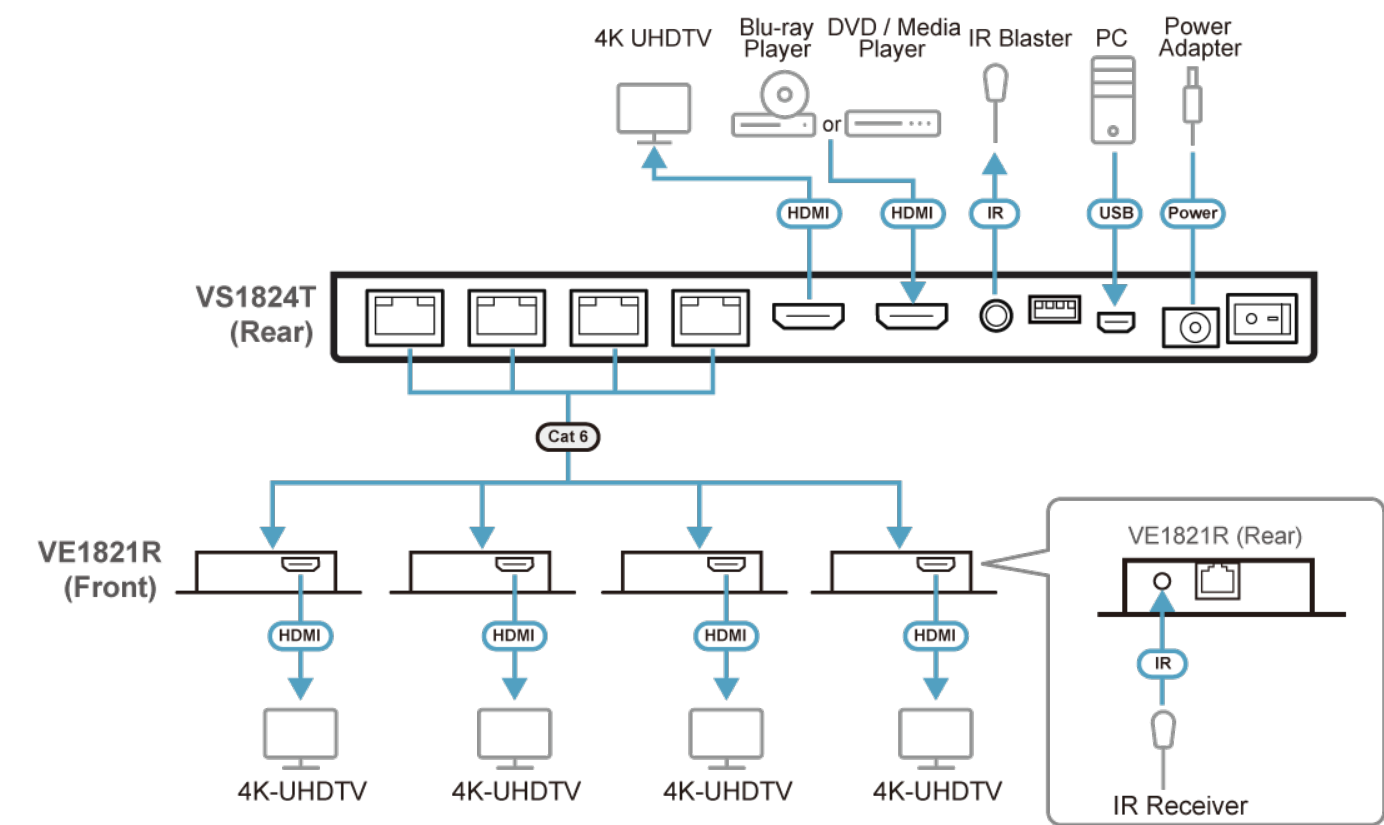 4K UHDTV
Blu-ray
Player
or
DVD / Media
Player
IR Blaster
PC
Power
Adapter
HDMI
HDMI
IR
USB
Power
VS1824T
(Rear)
Cat 6
VE1821R
(Front)
HDMI
HDMI
HDMI
HDMI
4K-UHDTV
4K-UHDTV
4K-UHDTV
4K-UHDTV
VE1821R (Rear)
IR
IR Receiver